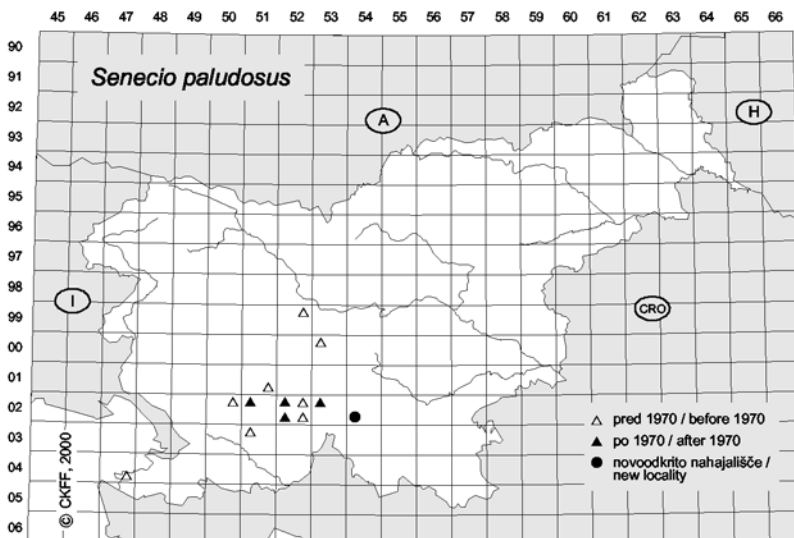 45 46 47 48 49 50 51 52 53 54 55 56 57 58 59 60 61 62 63 64 65 66
90
91
Senecio paludosus
92
A
H
93
94
95
96
97
98
I
CRO
99
00
01
02
03
04
05
06
△ pred 1970 / before 1970
▲ po 1970 / after 1970
● novoodkrito nahajališče /
new locality
© CKFF, 2000